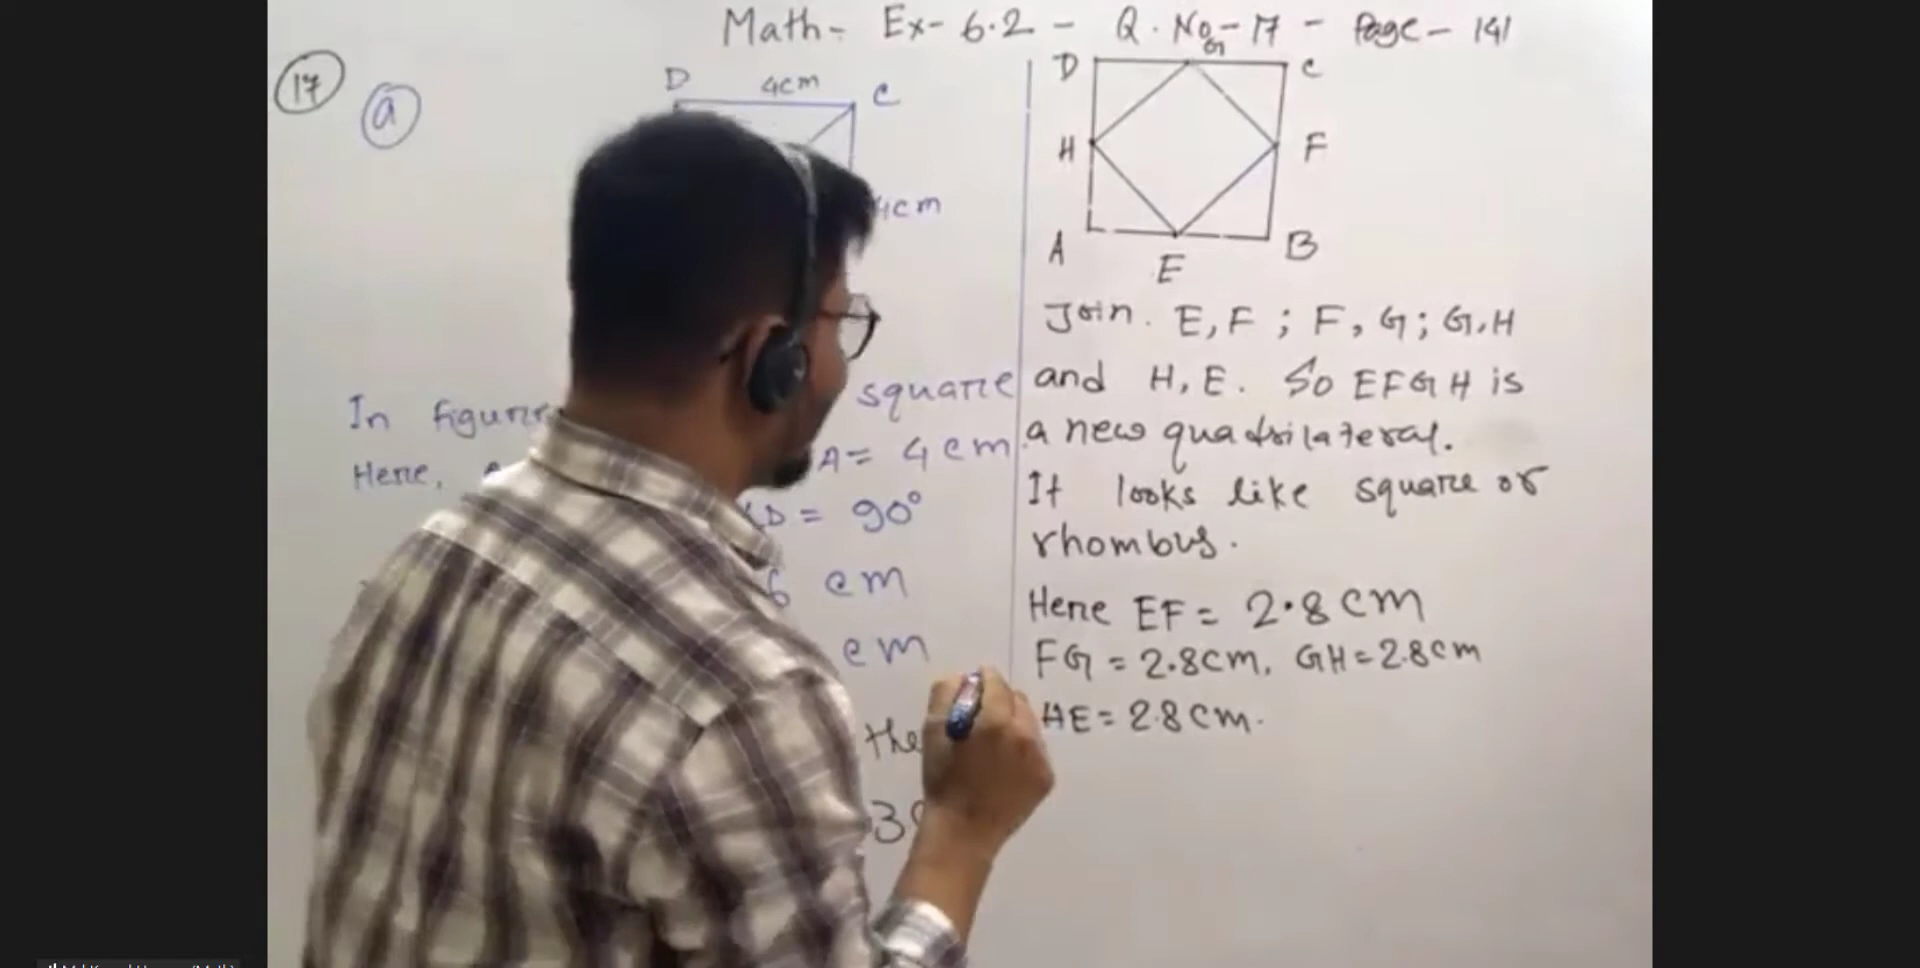 Math- Ex- 6.2 - Q. No-17 - Page- 141
17
a
D 4cm C
4cm
In figure square
Here, A= 4cm
∠D = 90°
6 cm
cm
the
D G C
H F
A E B
Join. E, F ; F, G ; G, H
and H, E. So EFGH is
a new quadrilateral.
It looks like square or
rhombus.
Here EF = 2.8 cm
FG = 2.8cm, GH = 2.8cm
HE = 2.8cm.